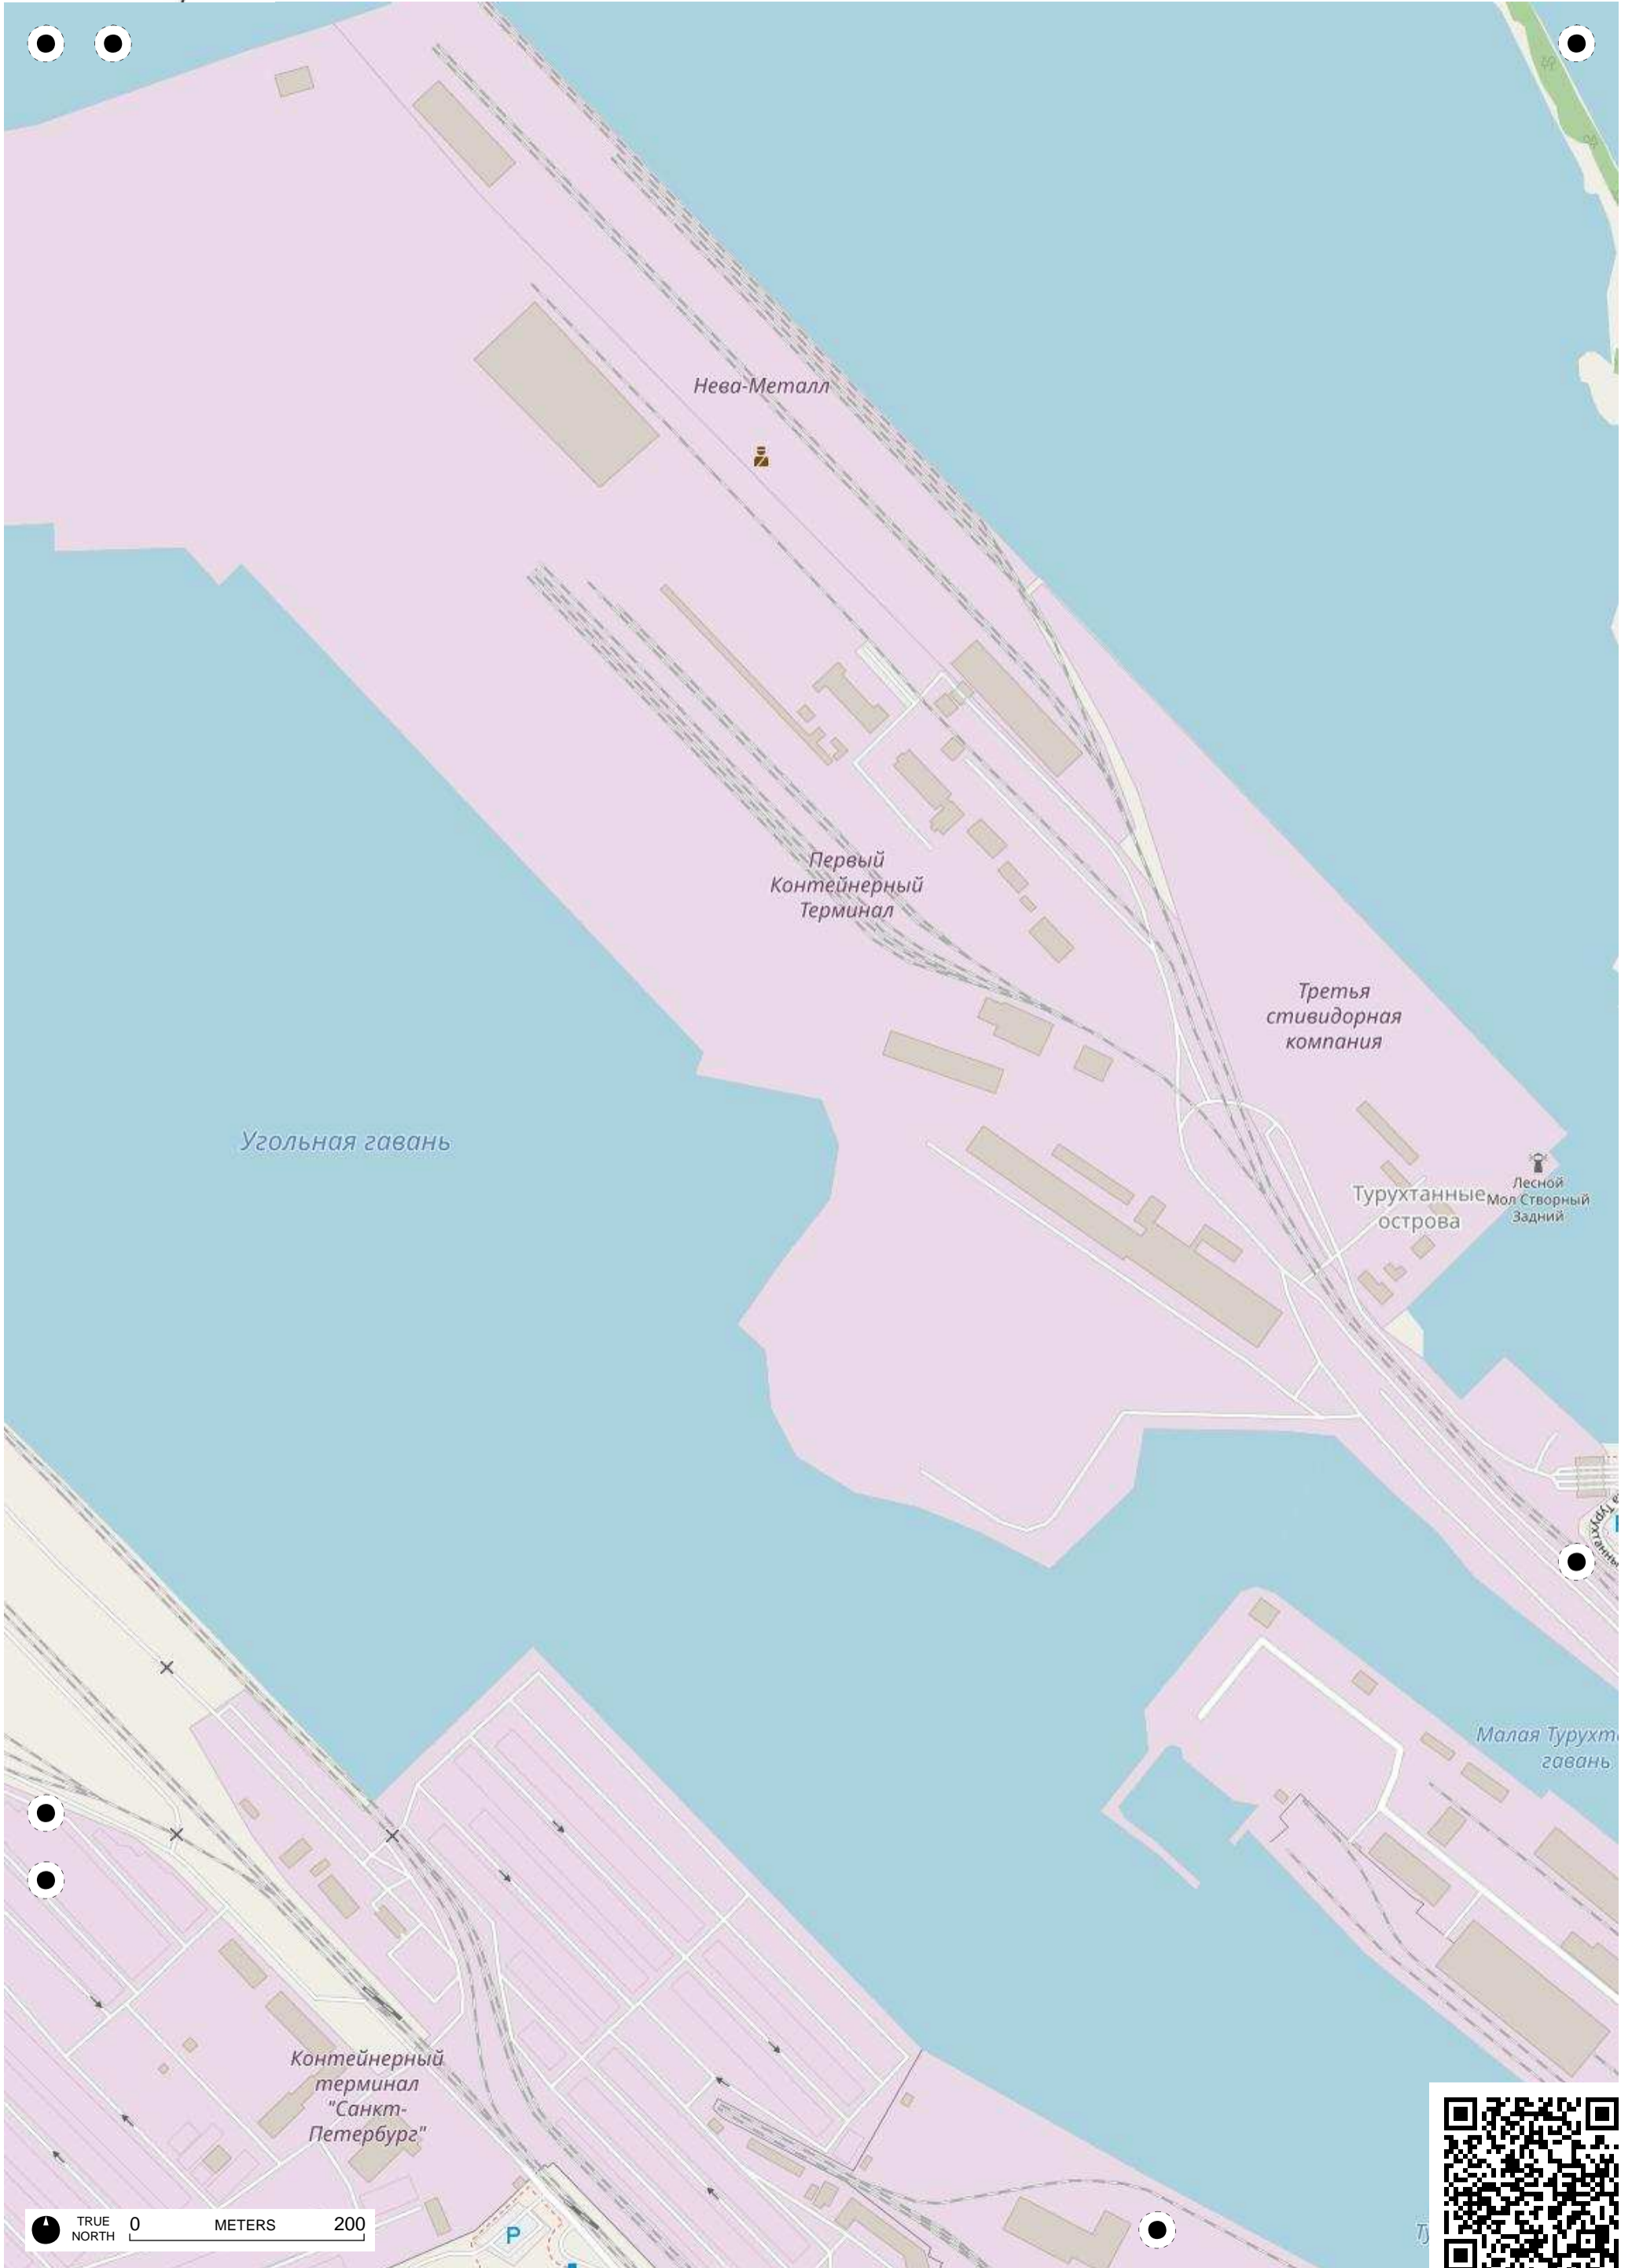 Нева-Металл
Первый
Контейнерный
Терминал
Третья
стивидорная
компания
Угольная гавань
Турухтанные
острова
Лесной
Мол Створный
Задний
Малая Турухт
гавань
Контейнерный
терминал
"Санкт-
Петербург"
P
TRUE
NORTH
0 METERS 200